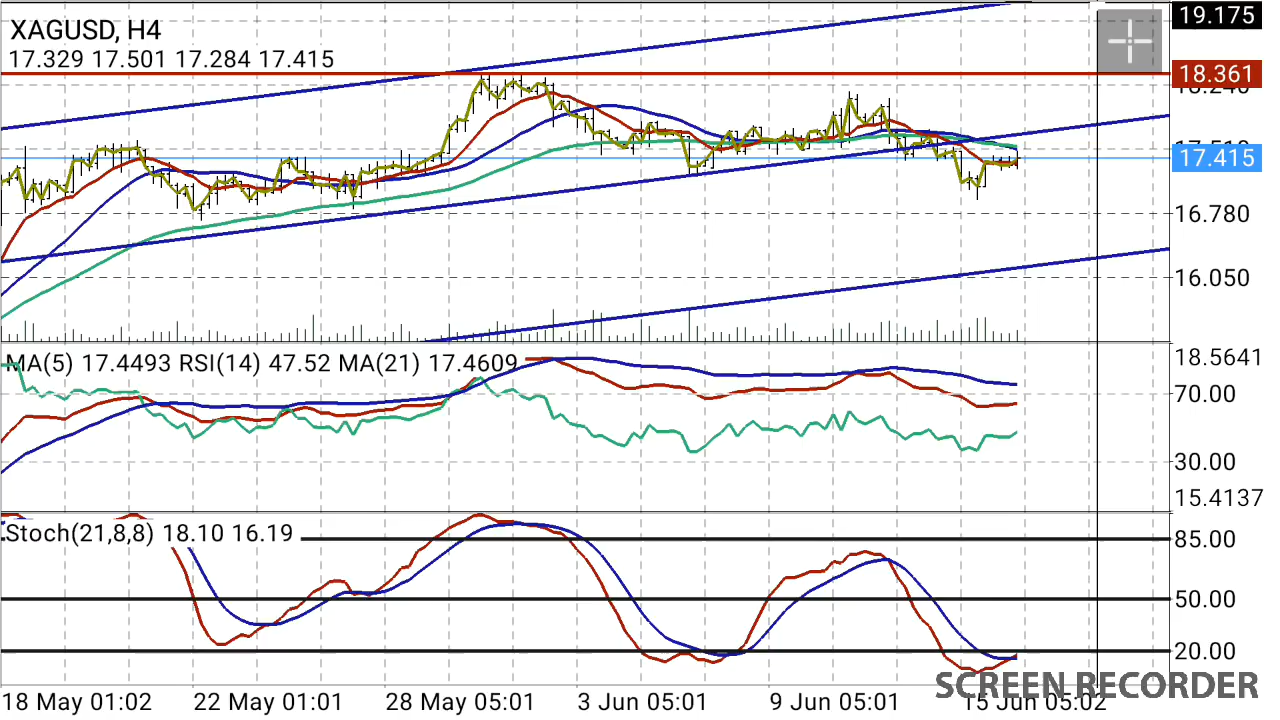 XAGUSD, H4
17.329 17.501 17.284 17.415
19.175
18.361
18.240
17.510
17.415
16.780
16.050
MA(5) 17.4493 RSI(14) 47.52 MA(21) 17.4609
18.5641
70.00
30.00
15.4137
Stoch(21,8,8) 18.10 16.19
85.00
50.00
20.00
SCREEN RECORDER
18 May 01:02 22 May 01:01 28 May 05:01 3 Jun 05:01 9 Jun 05:01 15 Jun 05:02